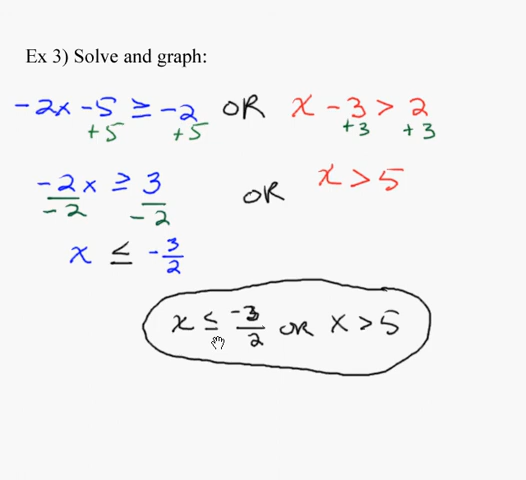 Ex 3) Solve and graph:
-2x -5 ≥ -2 OR x -3 > 2
+5 +5 +3 +3
-2x ≥ 3 OR x > 5
-2 -2
x ≤ -3/2
x ≤ -3/2 OR x > 5